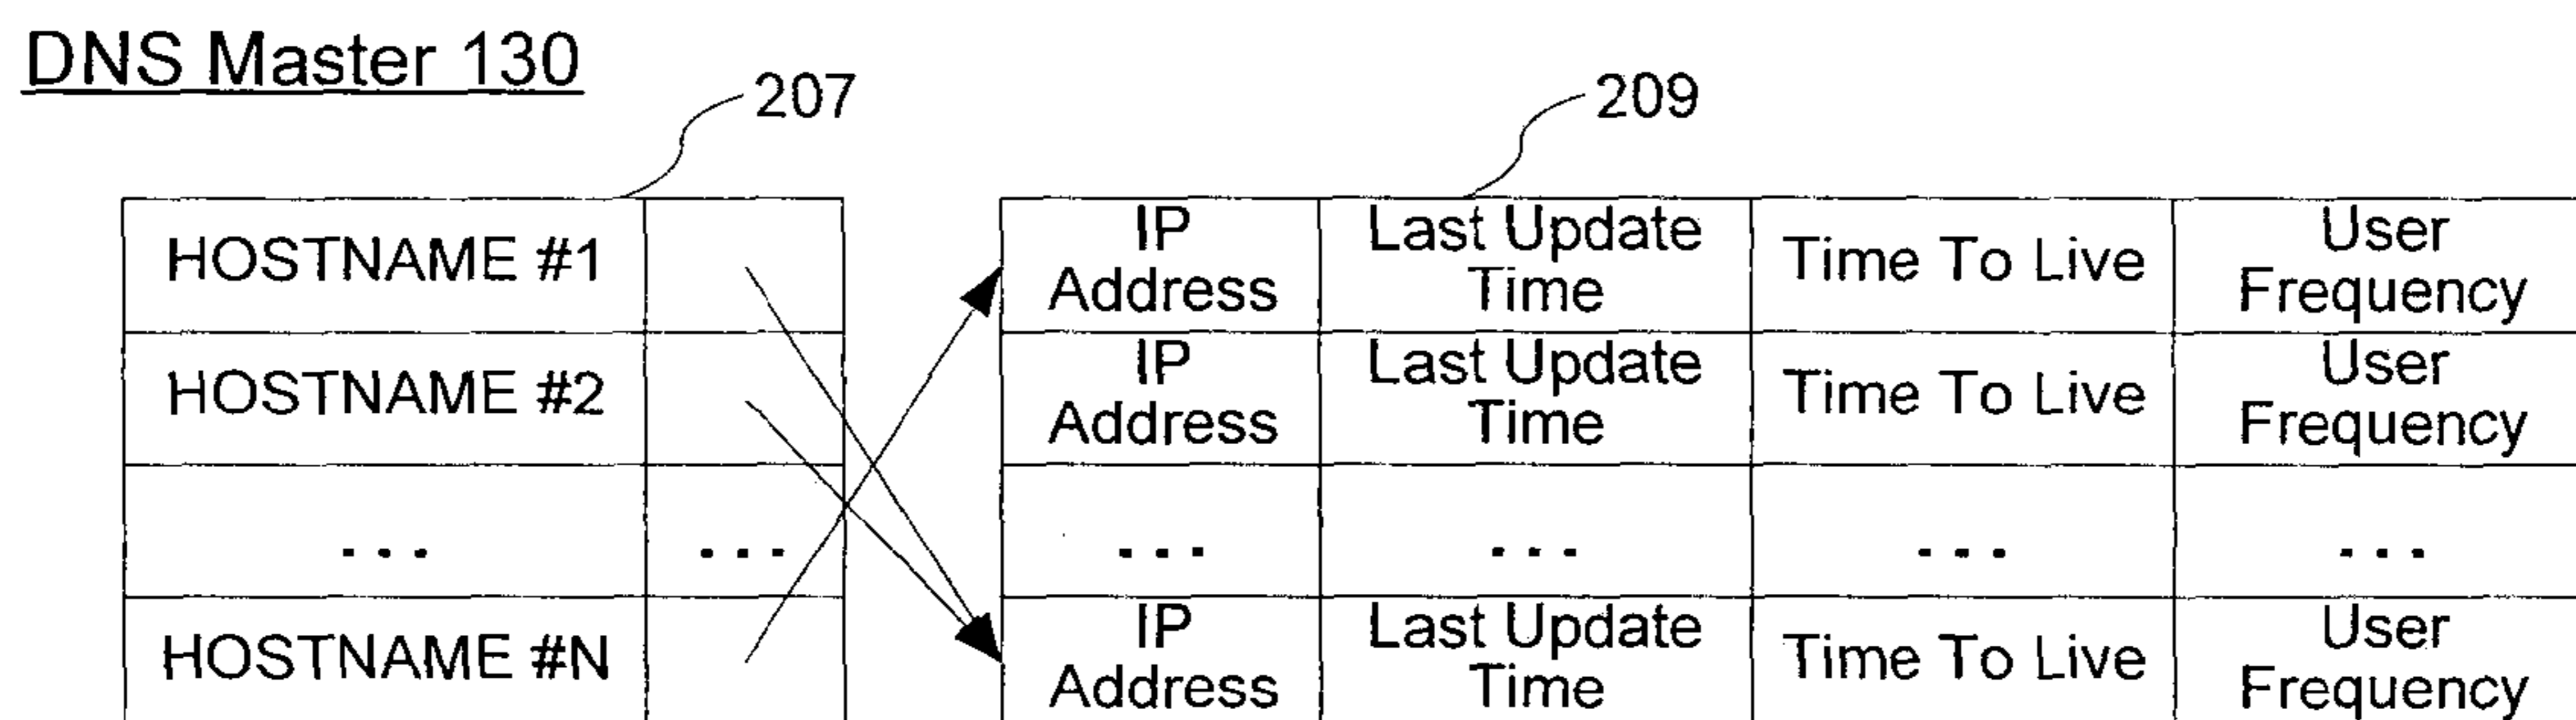 DNS Master 130
207
209
HOSTNAME #1
IP Address
Last Update Time
Time To Live
User Frequency
HOSTNAME #2
IP Address
Last Update Time
Time To Live
User Frequency
... ... ... ... ... ...
HOSTNAME #N
IP Address
Last Update Time
Time To Live
User Frequency